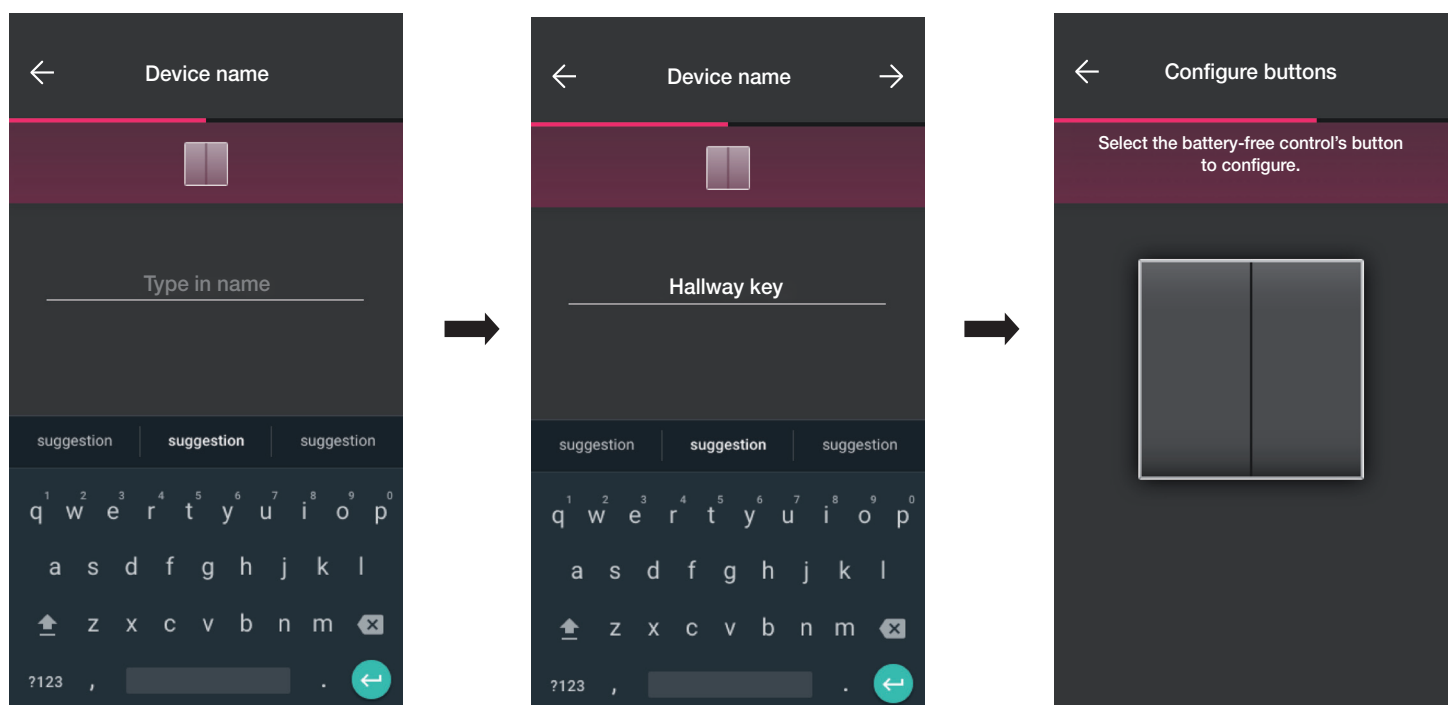 Device name
Type in name
suggestion suggestion suggestion
1 2 3 4 5 6 7 8 9 0
q w e r t y u i o p
a s d f g h j k l
z x c v b n m
?123 , .
Device name
Hallway key
suggestion suggestion suggestion
1 2 3 4 5 6 7 8 9 0
q w e r t y u i o p
a s d f g h j k l
z x c v b n m
?123 , .
Configure buttons
Select the battery-free control's button
to configure.